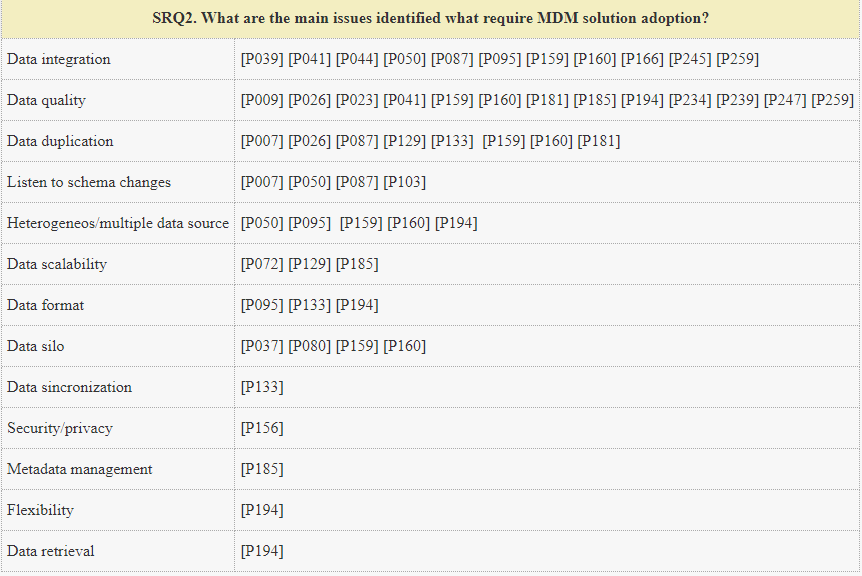 SRQ2. What are the main issues identified what require MDM solution adoption?
Data integration [P039] [P041] [P044] [P050] [P087] [P095] [P159] [P160] [P166] [P245] [P259]
Data quality [P009] [P026] [P023] [P041] [P159] [P160] [P181] [P185] [P194] [P234] [P239] [P247] [P259]
Data duplication [P007] [P026] [P087] [P129] [P133] [P159] [P160] [P181]
Listen to schema changes [P007] [P050] [P087] [P103]
Heterogeneos/multiple data source [P050] [P095] [P159] [P160] [P194]
Data scalability [P072] [P129] [P185]
Data format [P095] [P133] [P194]
Data silo [P037] [P080] [P159] [P160]
Data sincronization [P133]
Security/privacy [P156]
Metadata management [P185]
Flexibility [P194]
Data retrieval [P194]